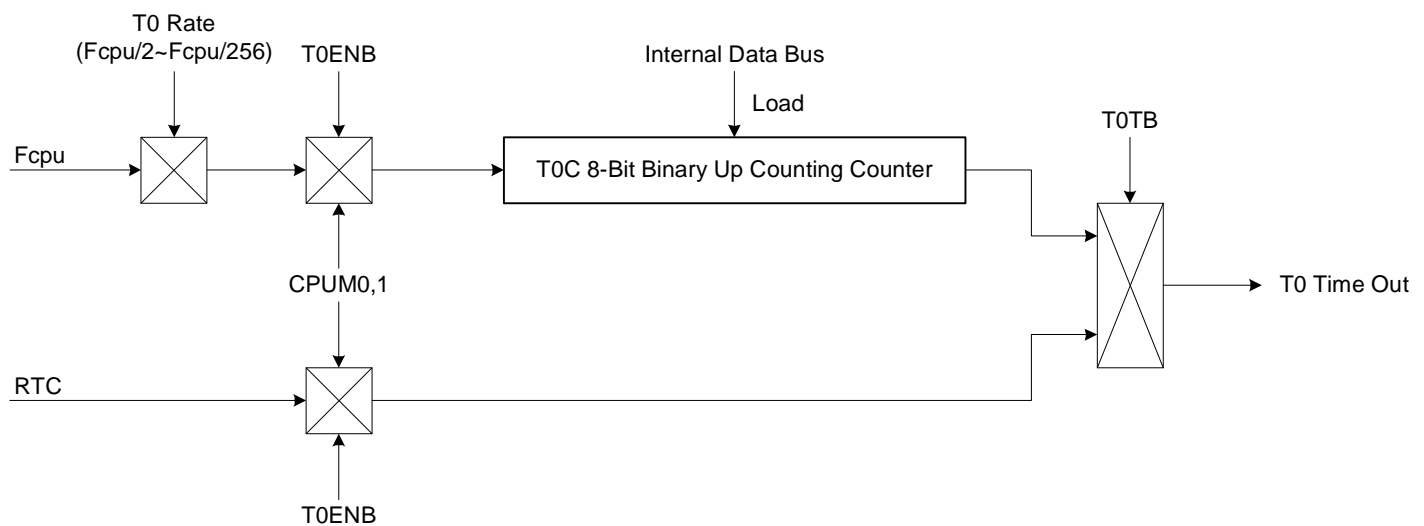 T0 Rate
(Fcpu/2~Fcpu/256)
T0ENB
Internal Data Bus
Load
T0TB
Fcpu
T0C 8-Bit Binary Up Counting Counter
CPUM0,1
T0 Time Out
RTC
T0ENB